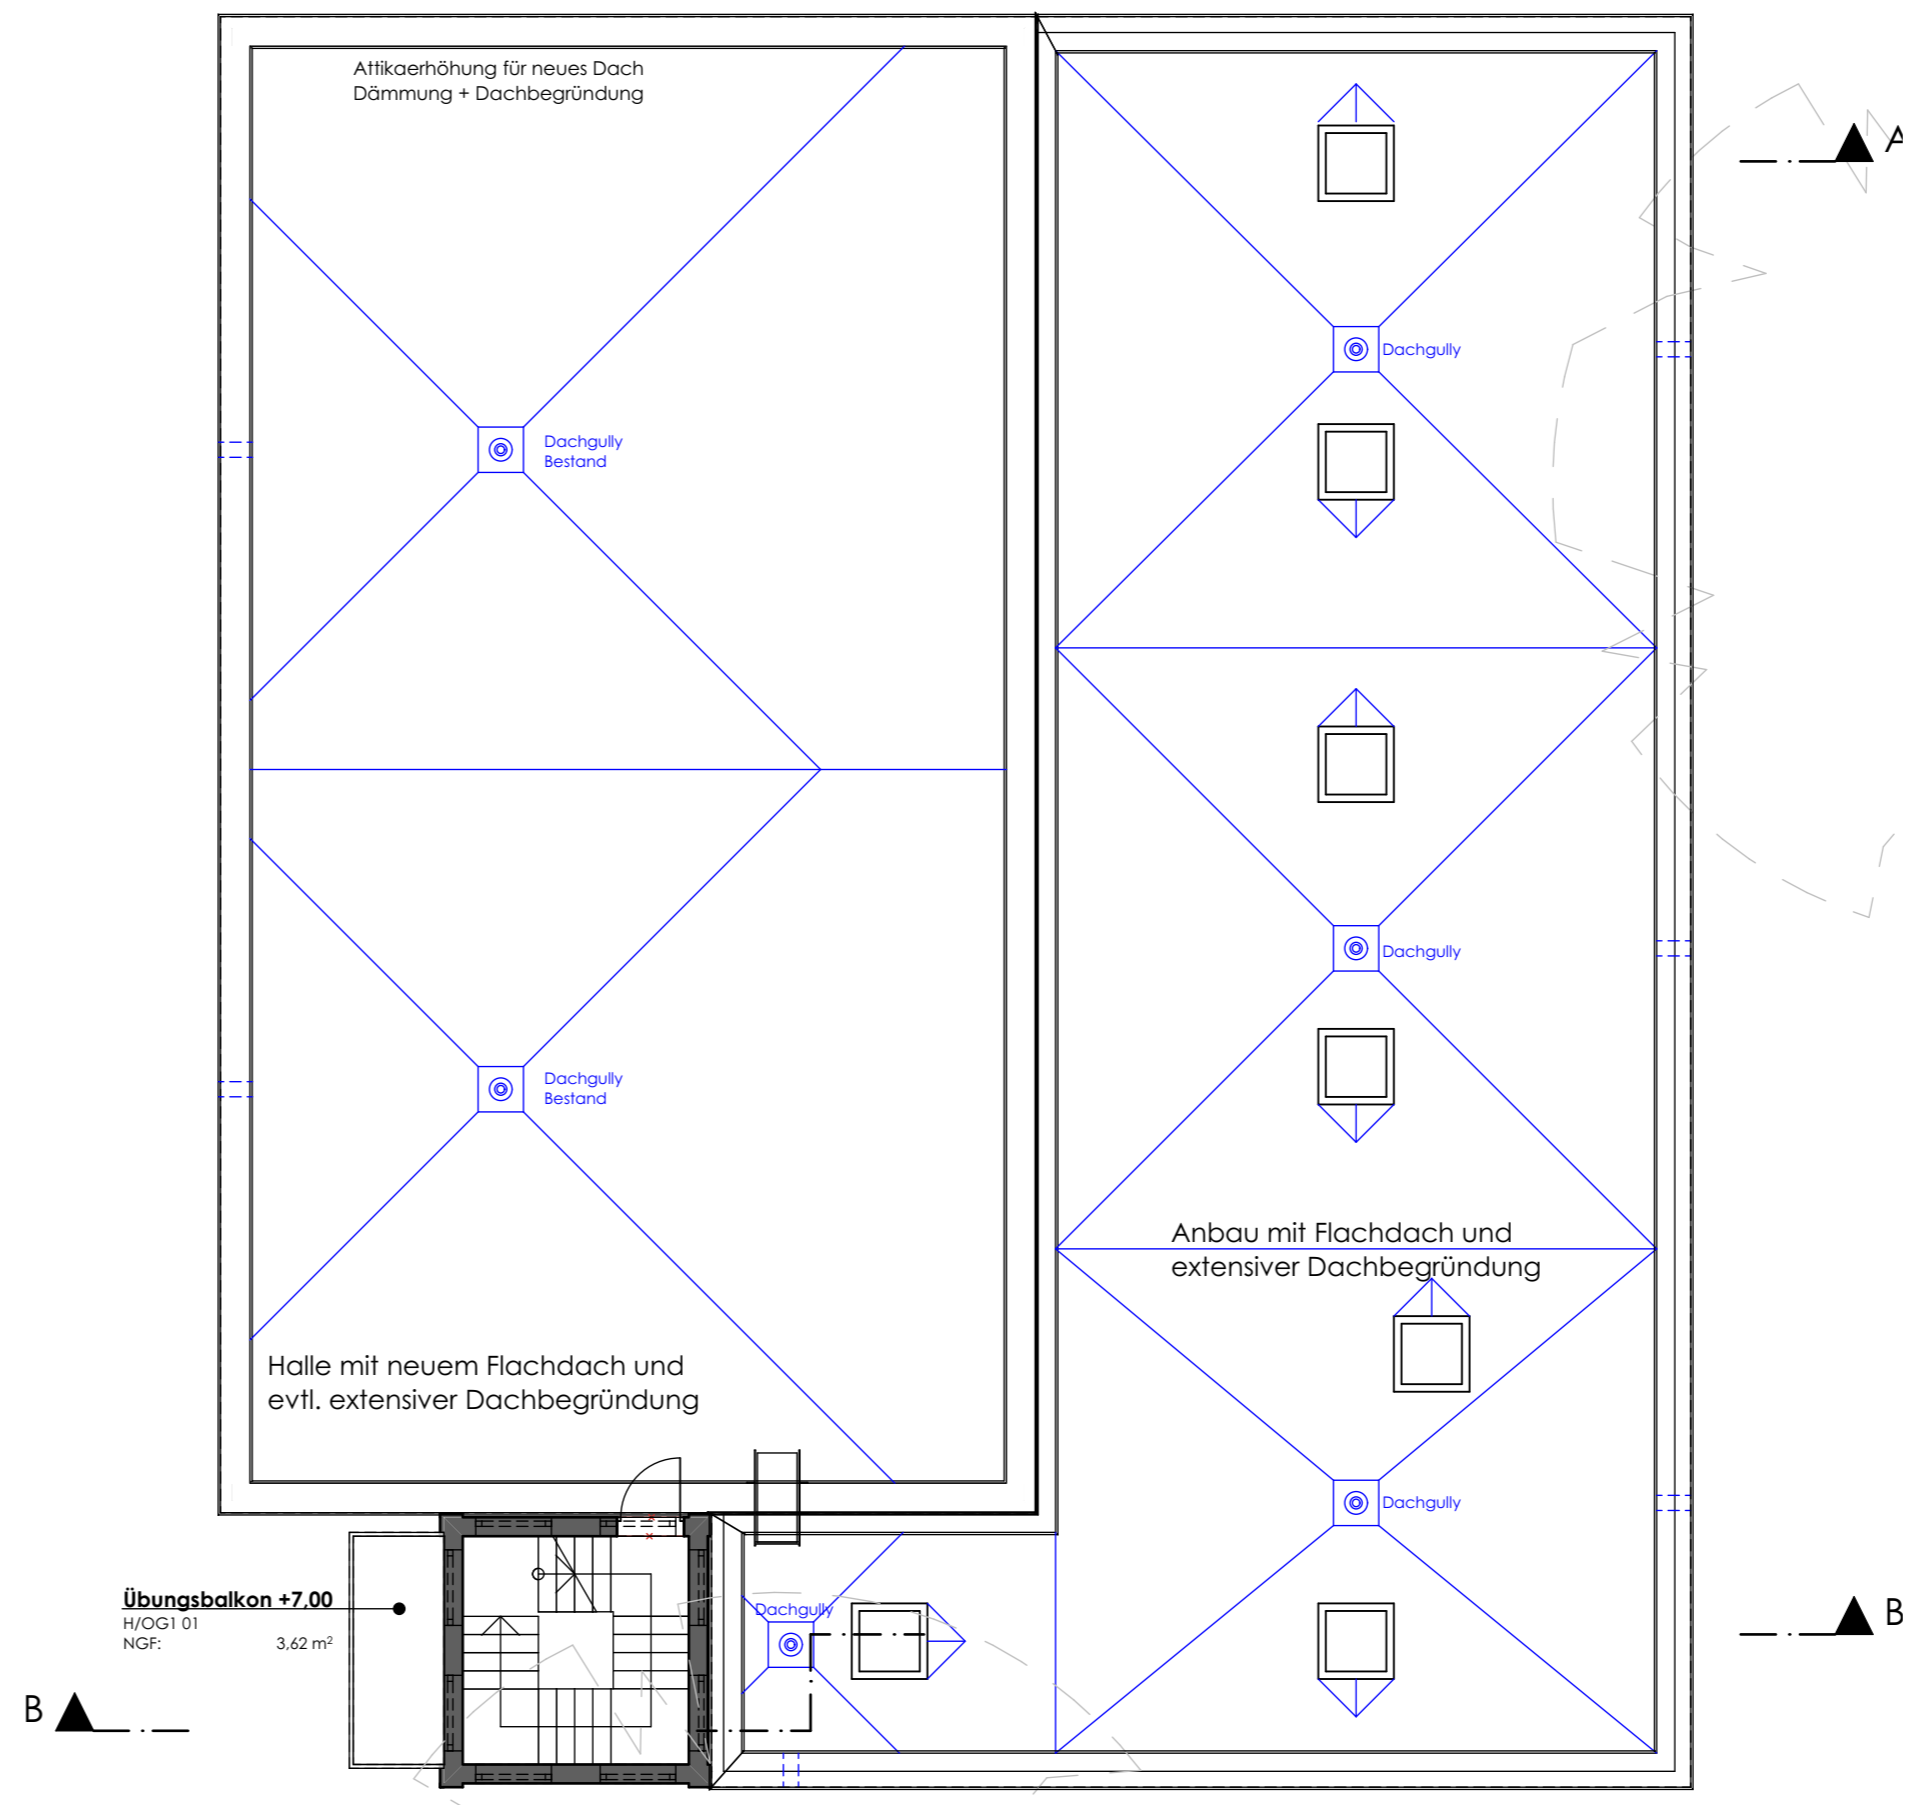 Attikaerhöhung für neues Dach
Dämmung + Dachbegründung
A
Dachgully
Dachgully
Bestand
Dachgully
Dachgully
Bestand
Anbau mit Flachdach und
extensiver Dachbegründung
Halle mit neuem Flachdach und
evtl. extensiver Dachbegründung
Dachgully
Übungsbalkon +7,00
H/OG1 01
NGF: 3,62 m²
Dachgully
B
B